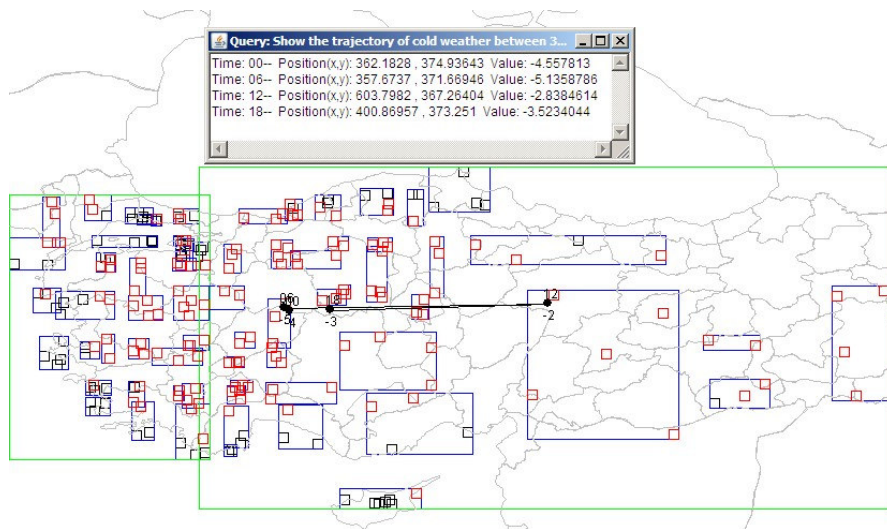 Query: Show the trajectory of cold weather between 3...
Time: 00-- Position(x,y): 362.1828 , 374.93643 Value: -4.557813
Time: 06-- Position(x,y): 357.6737 , 371.66946 Value: -5.1358786
Time: 12-- Position(x,y): 603.7982 , 367.26404 Value: -2.8384614
Time: 18-- Position(x,y): 400.86957 , 373.251 Value: -3.5234044
12
-2
-3